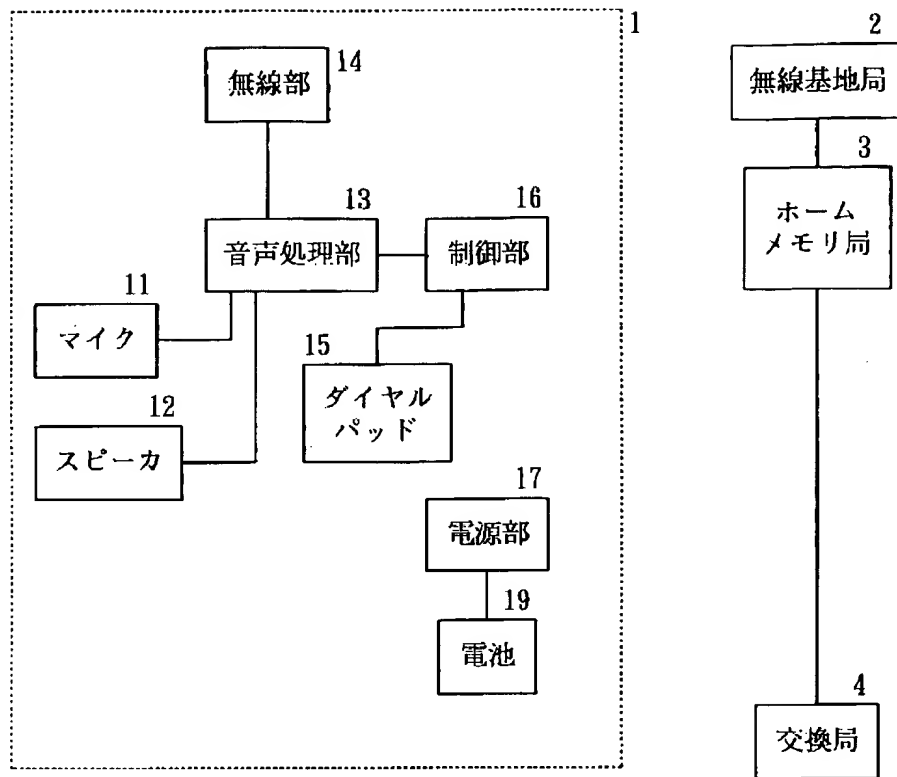 1
14
無線部
13
音声処理部
16
制御部
11
マイク
15
ダイヤル
パッド
12
スピーカ
17
電源部
19
電池
2
無線基地局
3
ホーム
メモリ局
4
交換局